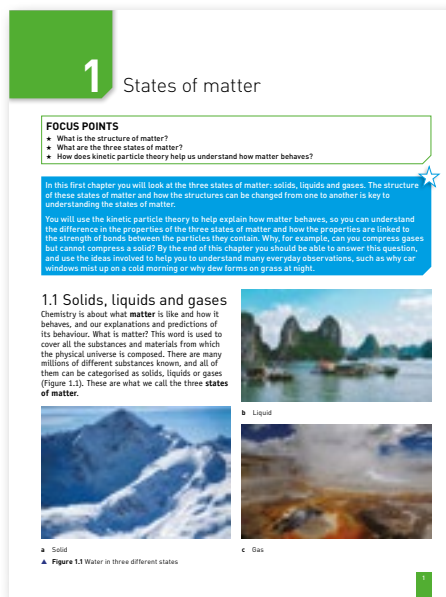 1
States of matter
FOCUS POINTS
★ What is the structure of matter?
★ What are the three states of matter?
★ How does kinetic particle theory help us understand how matter behaves?
In this first chapter you will look at the three states of matter: solids, liquids and gases. The structure
of these states of matter and how the structures can be changed from one to another is key to
understanding the states of matter.
You will use the kinetic particle theory to help explain how matter behaves, so you can understand
the difference in the properties of the three states of matter and how the properties are linked to
the strength of bonds between the particles they contain. Why, for example, can you compress gases
but cannot compress a solid? By the end of this chapter you should be able to answer this question,
and use the ideas involved to help you to understand many everyday observations, such as why car
windows mist up on a cold morning or why dew forms on grass at night.
1.1 Solids, liquids and gases
Chemistry is about what matter is like and how it
behaves, and our explanations and predictions of
its behaviour. What is matter? This word is used to
cover all the substances and materials from which
the physical universe is composed. There are many
millions of different substances known, and all of
them can be categorised as solids, liquids or gases
(Figure 1.1). These are what we call the three states
of matter.
b Liquid
a Solid
c Gas
▲ Figure 1.1 Water in three different states
1